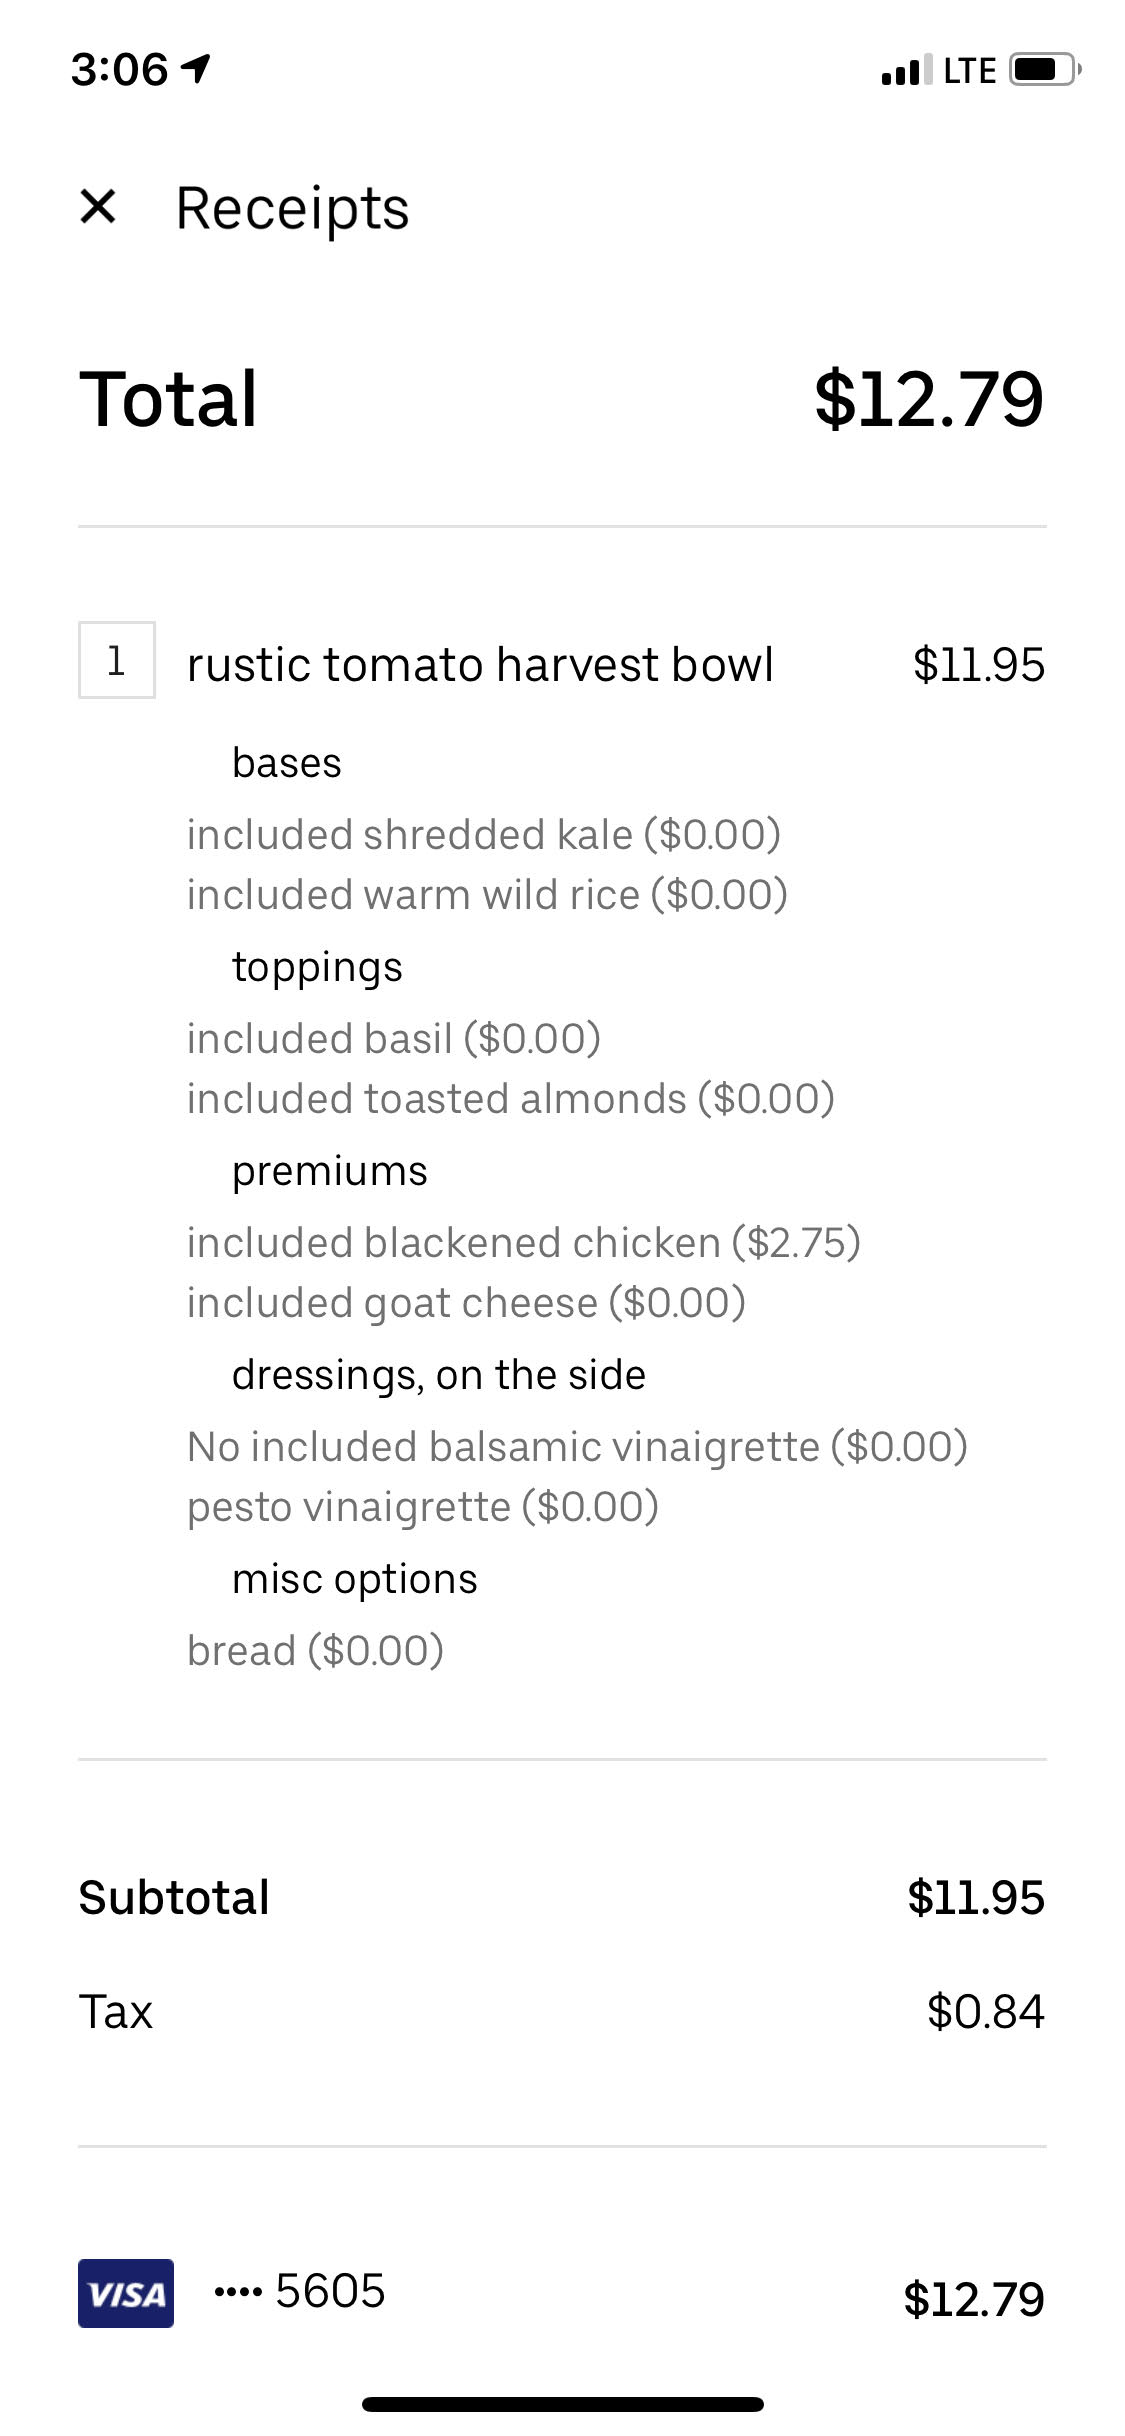 3:06 LTE
× Receipts
Total $12.79
1 rustic tomato harvest bowl $11.95
bases
included shredded kale ($0.00)
included warm wild rice ($0.00)
toppings
included basil ($0.00)
included toasted almonds ($0.00)
premiums
included blackened chicken ($2.75)
included goat cheese ($0.00)
dressings, on the side
No included balsamic vinaigrette ($0.00)
pesto vinaigrette ($0.00)
misc options
bread ($0.00)
Subtotal $11.95
Tax $0.84
VISA •••• 5605 $12.79